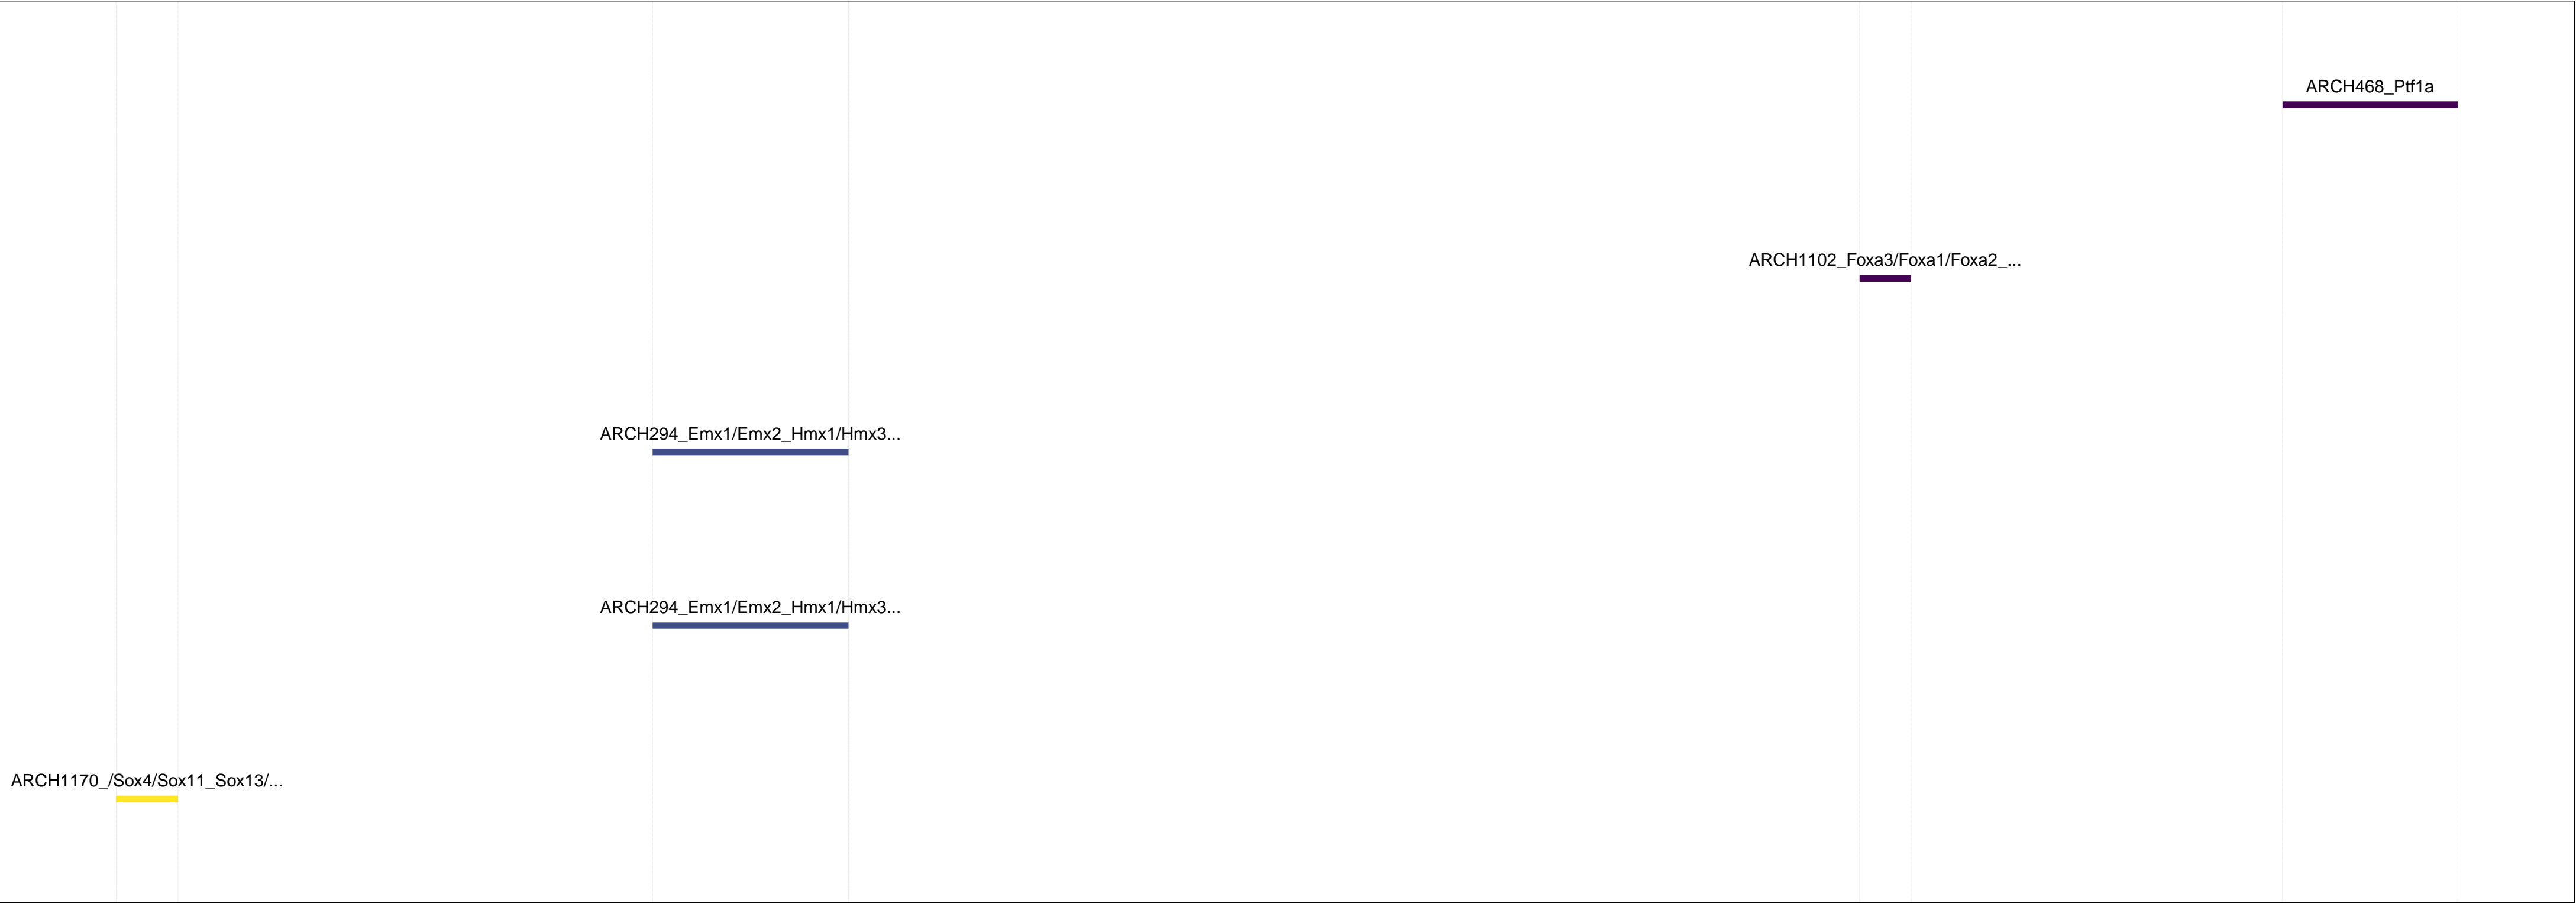 ARCH468_Ptf1a
ARCH1102_Foxa3/Foxa1/Foxa2_...
ARCH294_Emx1/Emx2_Hmx1/Hmx3...
ARCH294_Emx1/Emx2_Hmx1/Hmx3...
ARCH1170_/Sox4/Sox11_Sox13/...